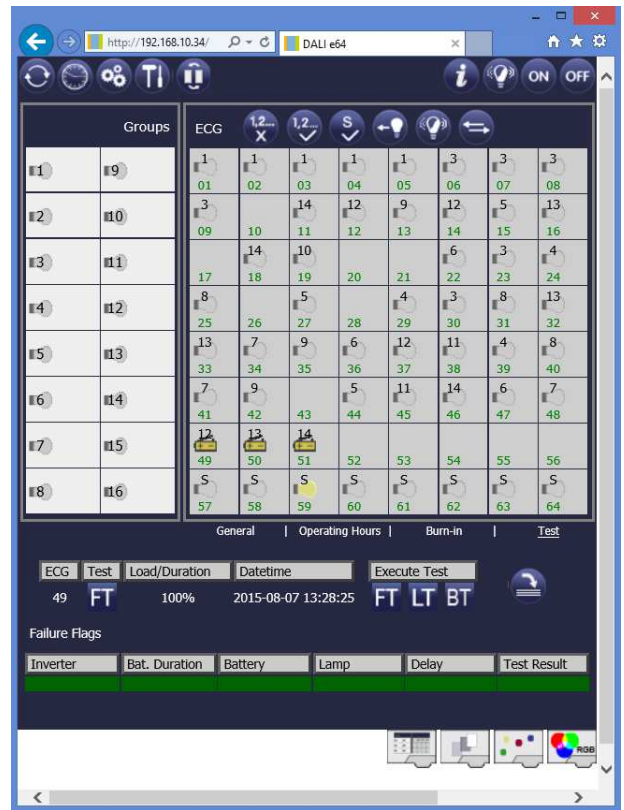 http://192.168.10.34/ DALI e64
i ON OFF
Groups ECG 1,2... X 1,2... S
1 9 1 1 1 1 1 3 3 3
01 02 03 04 05 06 07 08
2 10 3 14 12 9 12 5 13
09 10 11 12 13 14 15 16
3 11 14 10 6 3 4
17 18 19 20 21 22 23 24
4 12 8 5 4 3 8 13
25 26 27 28 29 30 31 32
5 13 13 7 9 6 12 11 4 8
33 34 35 36 37 38 39 40
6 14 7 9 5 11 14 6 7
41 42 43 44 45 46 47 48
7 15 12 13 14
49 50 51 52 53 54 55 56
8 16 S S S S S S S S
57 58 59 60 61 62 63 64
General | Operating Hours | Burn-in | Test
ECG Test Load/Duration Datetime Execute Test
49 FT 100% 2015-08-07 13:28:25 FT LT BT
Failure Flags
Inverter Bat. Duration Battery Lamp Delay Test Result
RGB